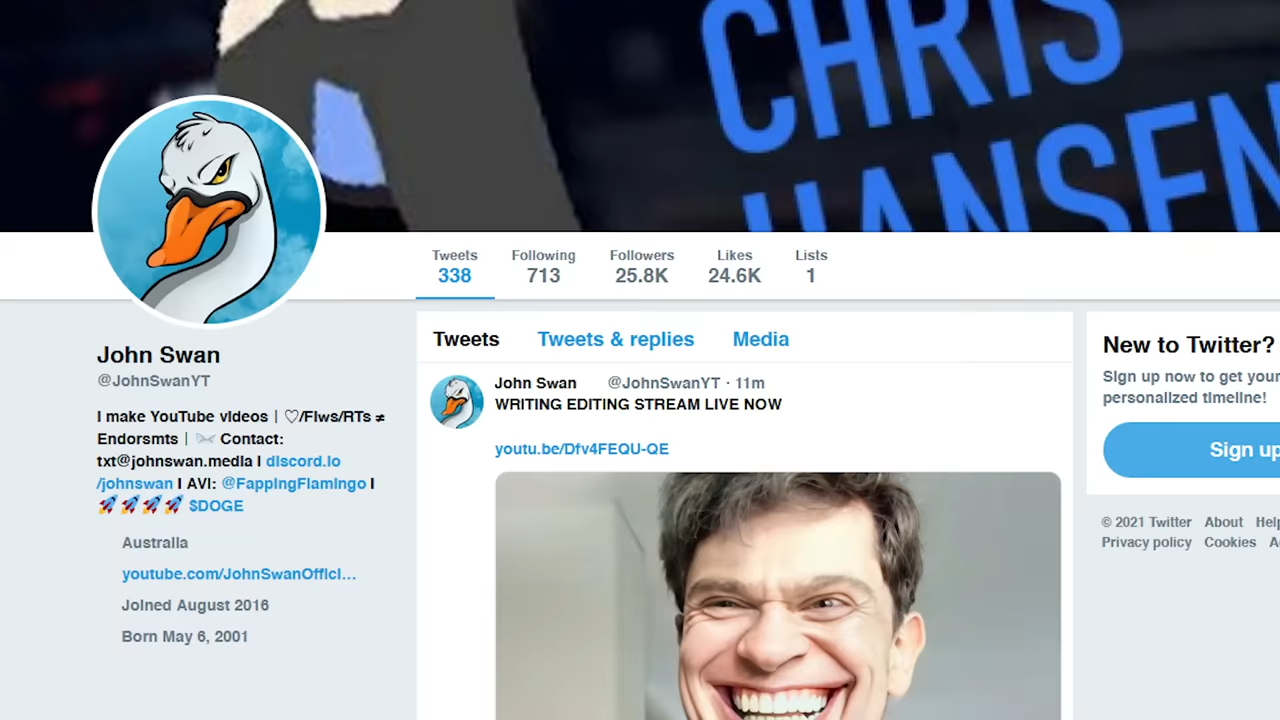 CHRIS
HANSEN
Tweets Following Followers Likes Lists
338 713 25.8K 24.6K 1
Tweets Tweets & replies Media
John Swan
@JohnSwanYT
I make YouTube videos | ♡/Flws/RTs ≠
Endorsmts | Contact:
txt@johnswan.media I discord.io
/johnswan I AVI: @FappingFlamingo I
🚀🚀🚀🚀 $DOGE
Australia
youtube.com/JohnSwanOffici…
Joined August 2016
Born May 6, 2001
John Swan @JohnSwanYT · 11m
WRITING EDITING STREAM LIVE NOW
youtu.be/Dfv4FEQU-QE
New to Twitter?
Sign up now to get your
personalized timeline!
Sign up
© 2021 Twitter About Help
Privacy policy Cookies